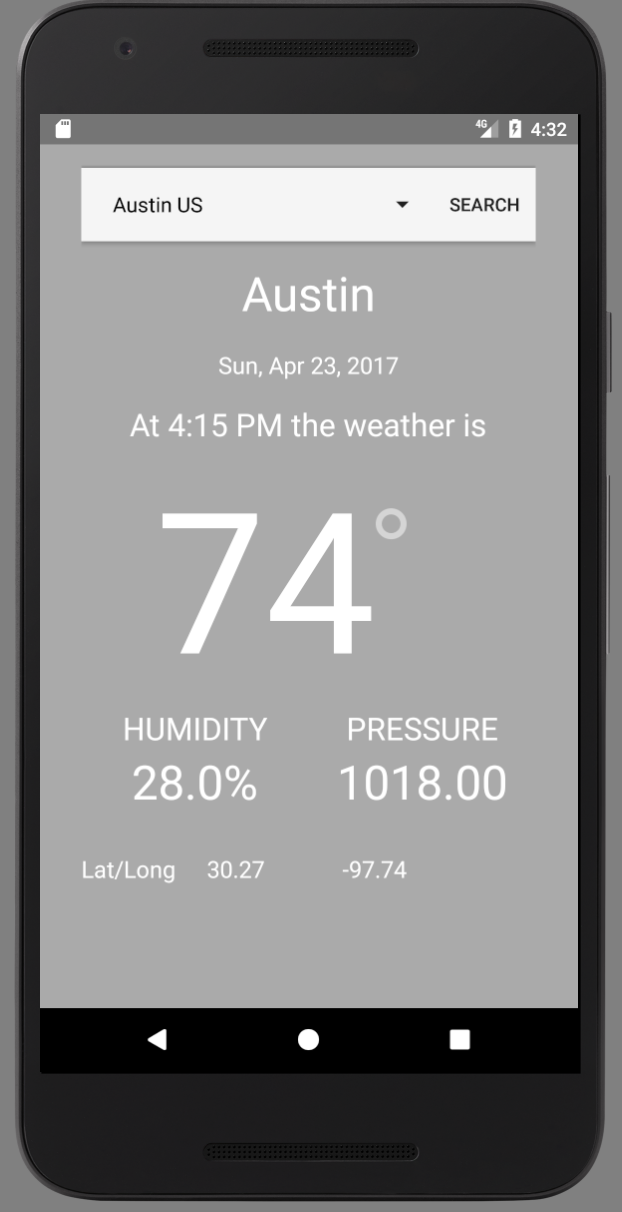 4G 4:32
Austin US SEARCH
Austin
Sun, Apr 23, 2017
At 4:15 PM the weather is
74°
HUMIDITY PRESSURE
28.0% 1018.00
Lat/Long 30.27 -97.74